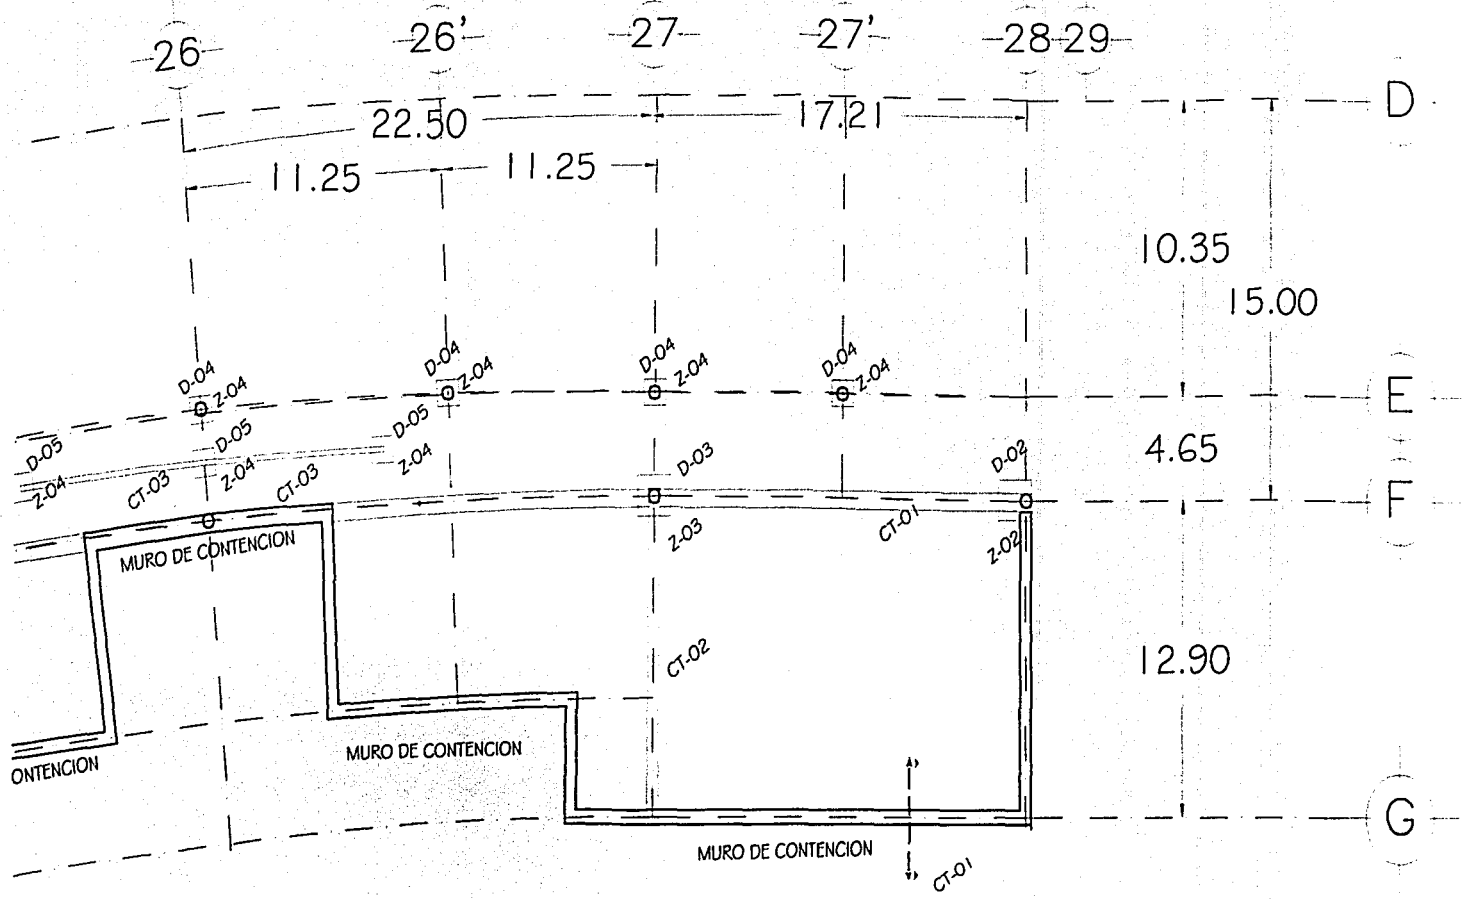 26
26'
27
27'
28
29
D
22.50
17.21
11.25
11.25
10.35
15.00
D-04
Z-04
D-04
Z-04
D-04
Z-04
D-04
Z-04
E
D-05
Z-04
D-05
Z-04
D-05
Z-04
CT-03
CT-03
D-03
Z-03
D-02
Z-02
CT-01
4.65
F
MURO DE CONTENCION
CT-02
12.90
MURO DE CONTENCION
ONTENCION
G
MURO DE CONTENCION
CT-01